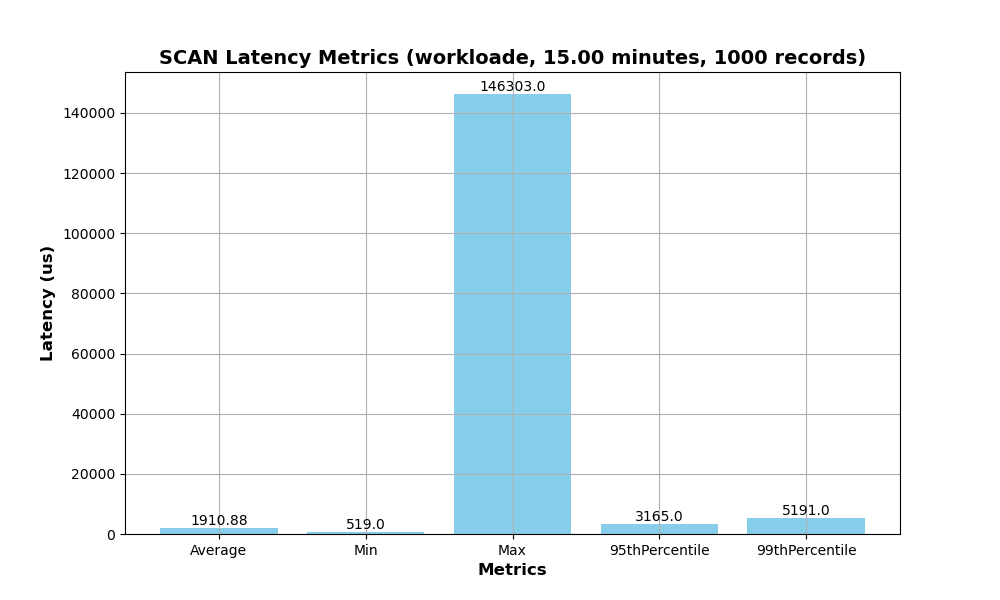 SCAN Latency Metrics (workloade, 15.00 minutes, 1000 records)
Latency (us)
140000
120000
100000
80000
60000
40000
20000
0
1910.88
519.0
146303.0
3165.0
5191.0
Average
Min
Max
95thPercentile
99thPercentile
Metrics